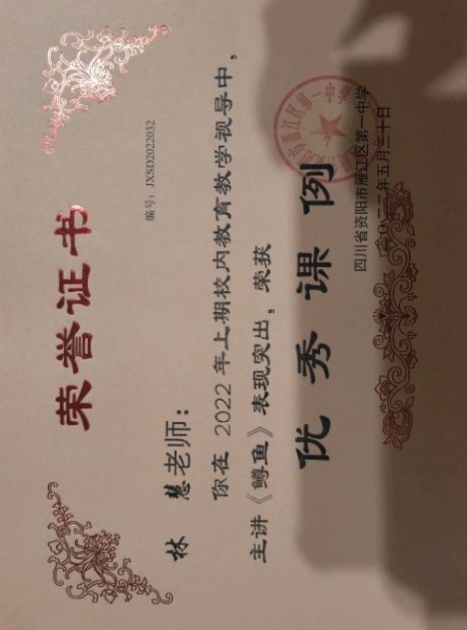 荣誉证书
编号：JXSD2022032
林 慧老师：
你在 2022 年上期校内教育教学视导中，
主讲《鳟鱼》表现突出，荣获
优秀课例
四川省资阳市雁江区第一中学
二〇二二年五月三十日